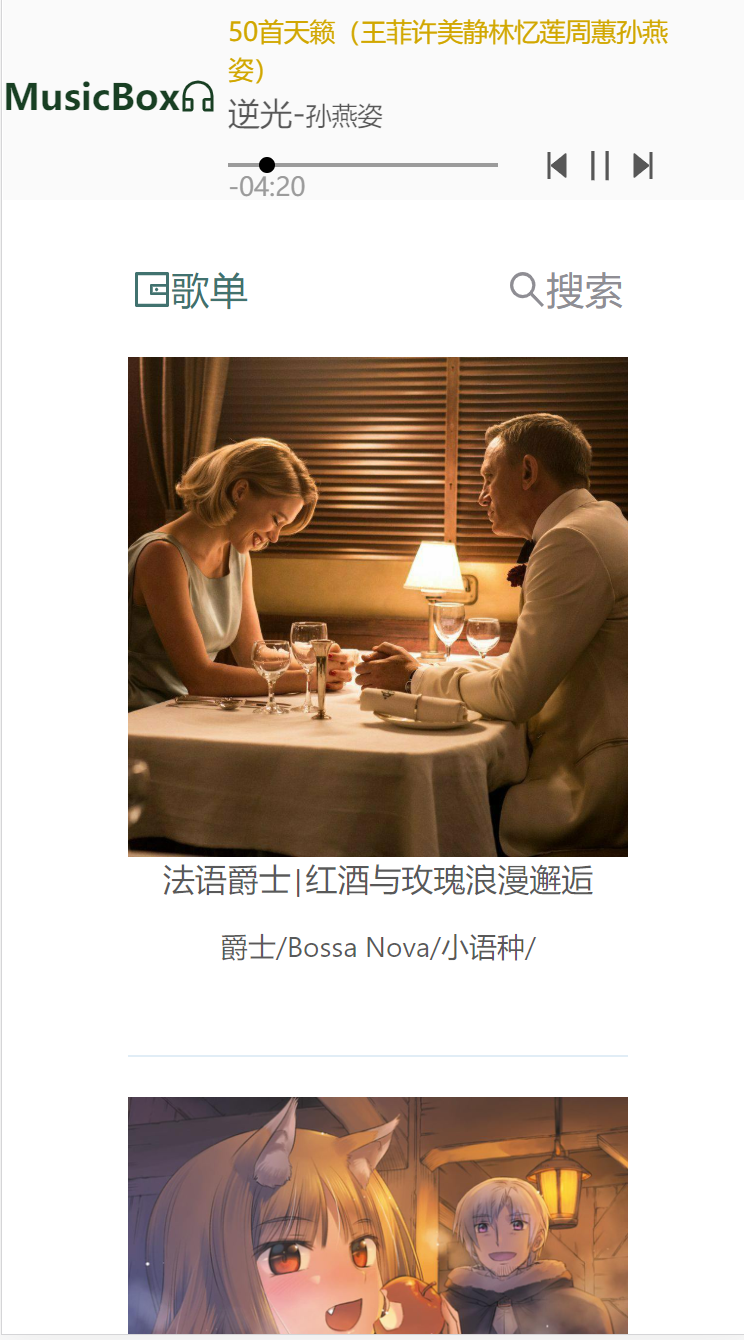 50首天籁（王菲许美静林忆莲周蕙孙燕
姿）
MusicBox
逆光-孙燕姿
-04:20
歌单
搜索
法语爵士|红酒与玫瑰浪漫邂逅
爵士/Bossa Nova/小语种/